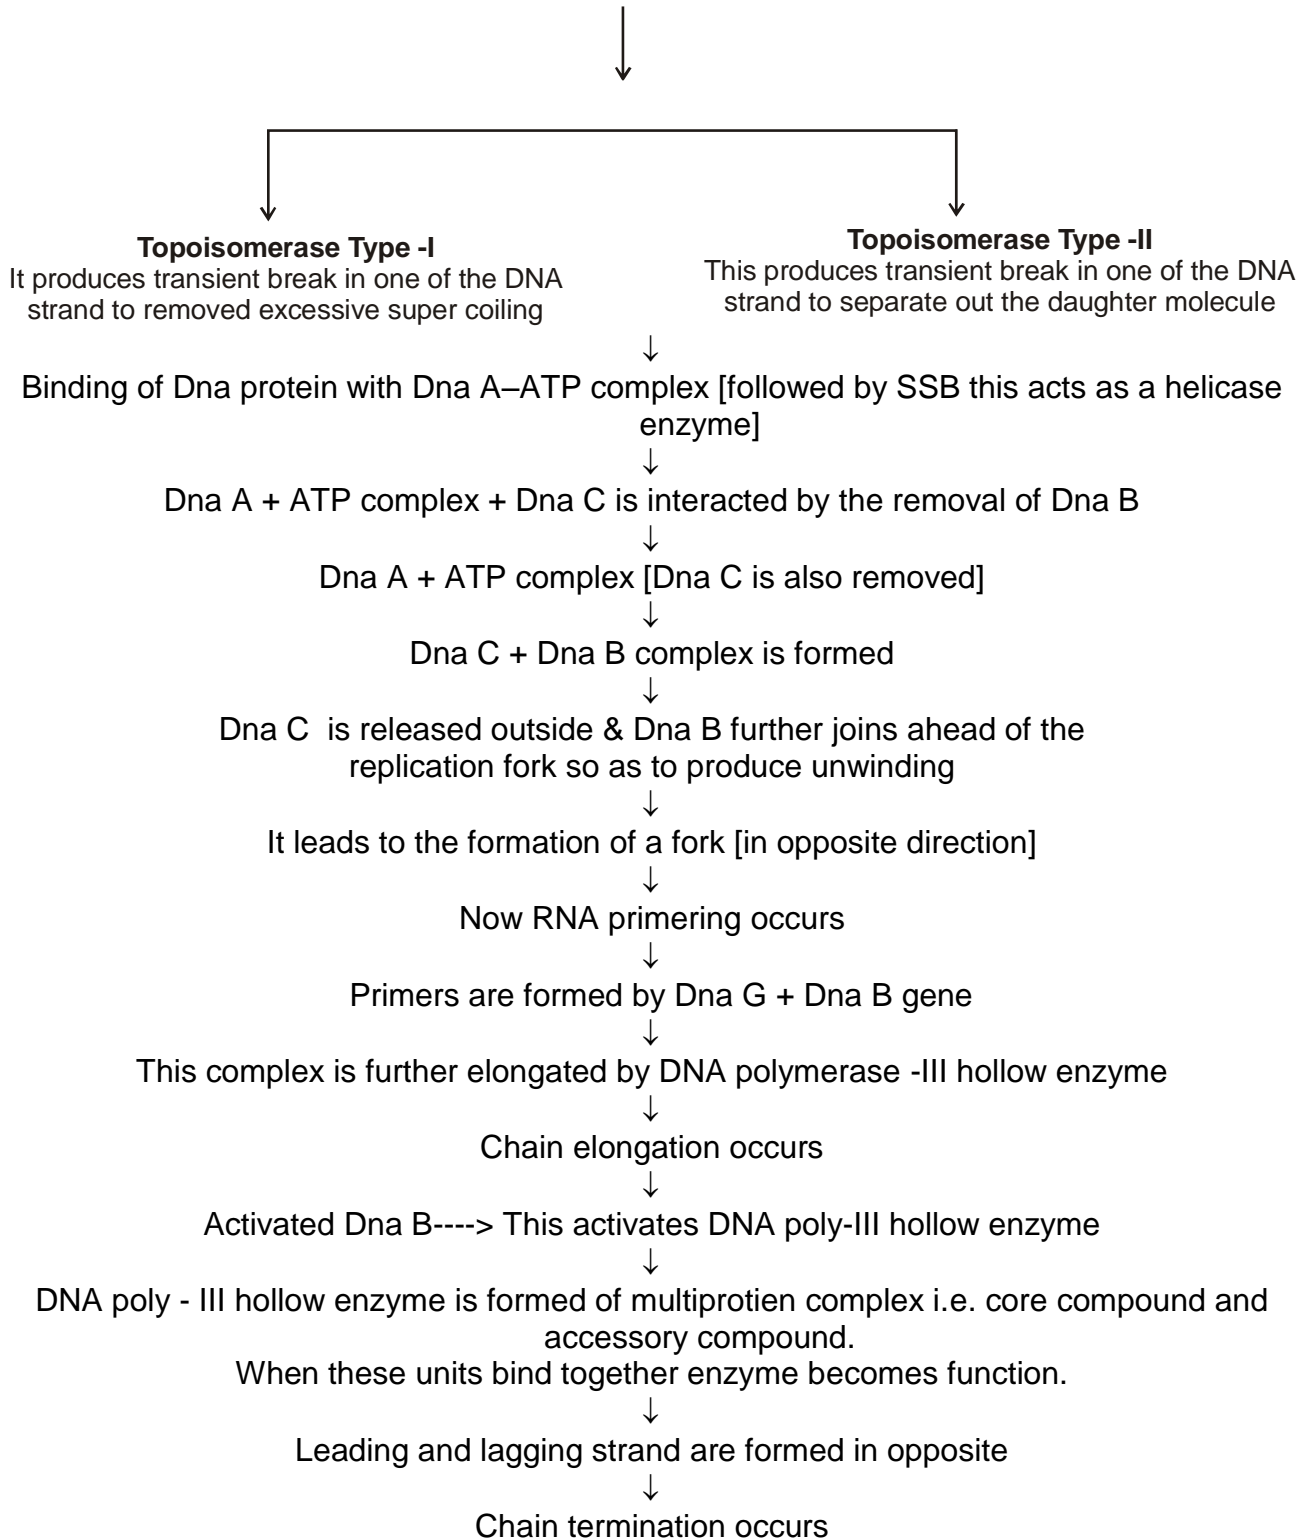 Topoisomerase Type -I
It produces transient break in one of the DNA
strand to removed excessive super coiling
Topoisomerase Type -II
This produces transient break in one of the DNA
strand to separate out the daughter molecule
↓
Binding of Dna protein with Dna A–ATP complex [followed by SSB this acts as a helicase
enzyme]
↓
Dna A + ATP complex + Dna C is interacted by the removal of Dna B
↓
Dna A + ATP complex [Dna C is also removed]
↓
Dna C + Dna B complex is formed
↓
Dna C is released outside & Dna B further joins ahead of the
replication fork so as to produce unwinding
↓
It leads to the formation of a fork [in opposite direction]
↓
Now RNA primering occurs
↓
Primers are formed by Dna G + Dna B gene
↓
This complex is further elongated by DNA polymerase -III hollow enzyme
↓
Chain elongation occurs
↓
Activated Dna B----> This activates DNA poly-III hollow enzyme
↓
DNA poly - III hollow enzyme is formed of multiprotien complex i.e. core compound and
accessory compound.
When these units bind together enzyme becomes function.
↓
Leading and lagging strand are formed in opposite
↓
Chain termination occurs